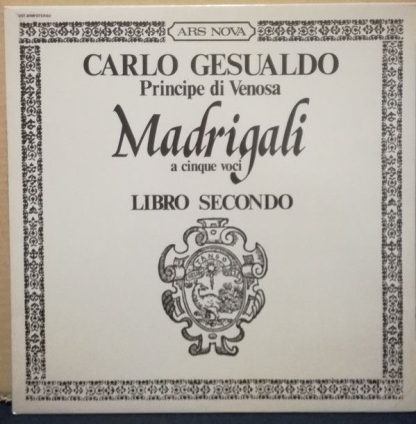 ARS NOVA
CARLO GESUALDO
Principe di Venosa
Madrigali
a cinque voci
LIBRO SECONDO